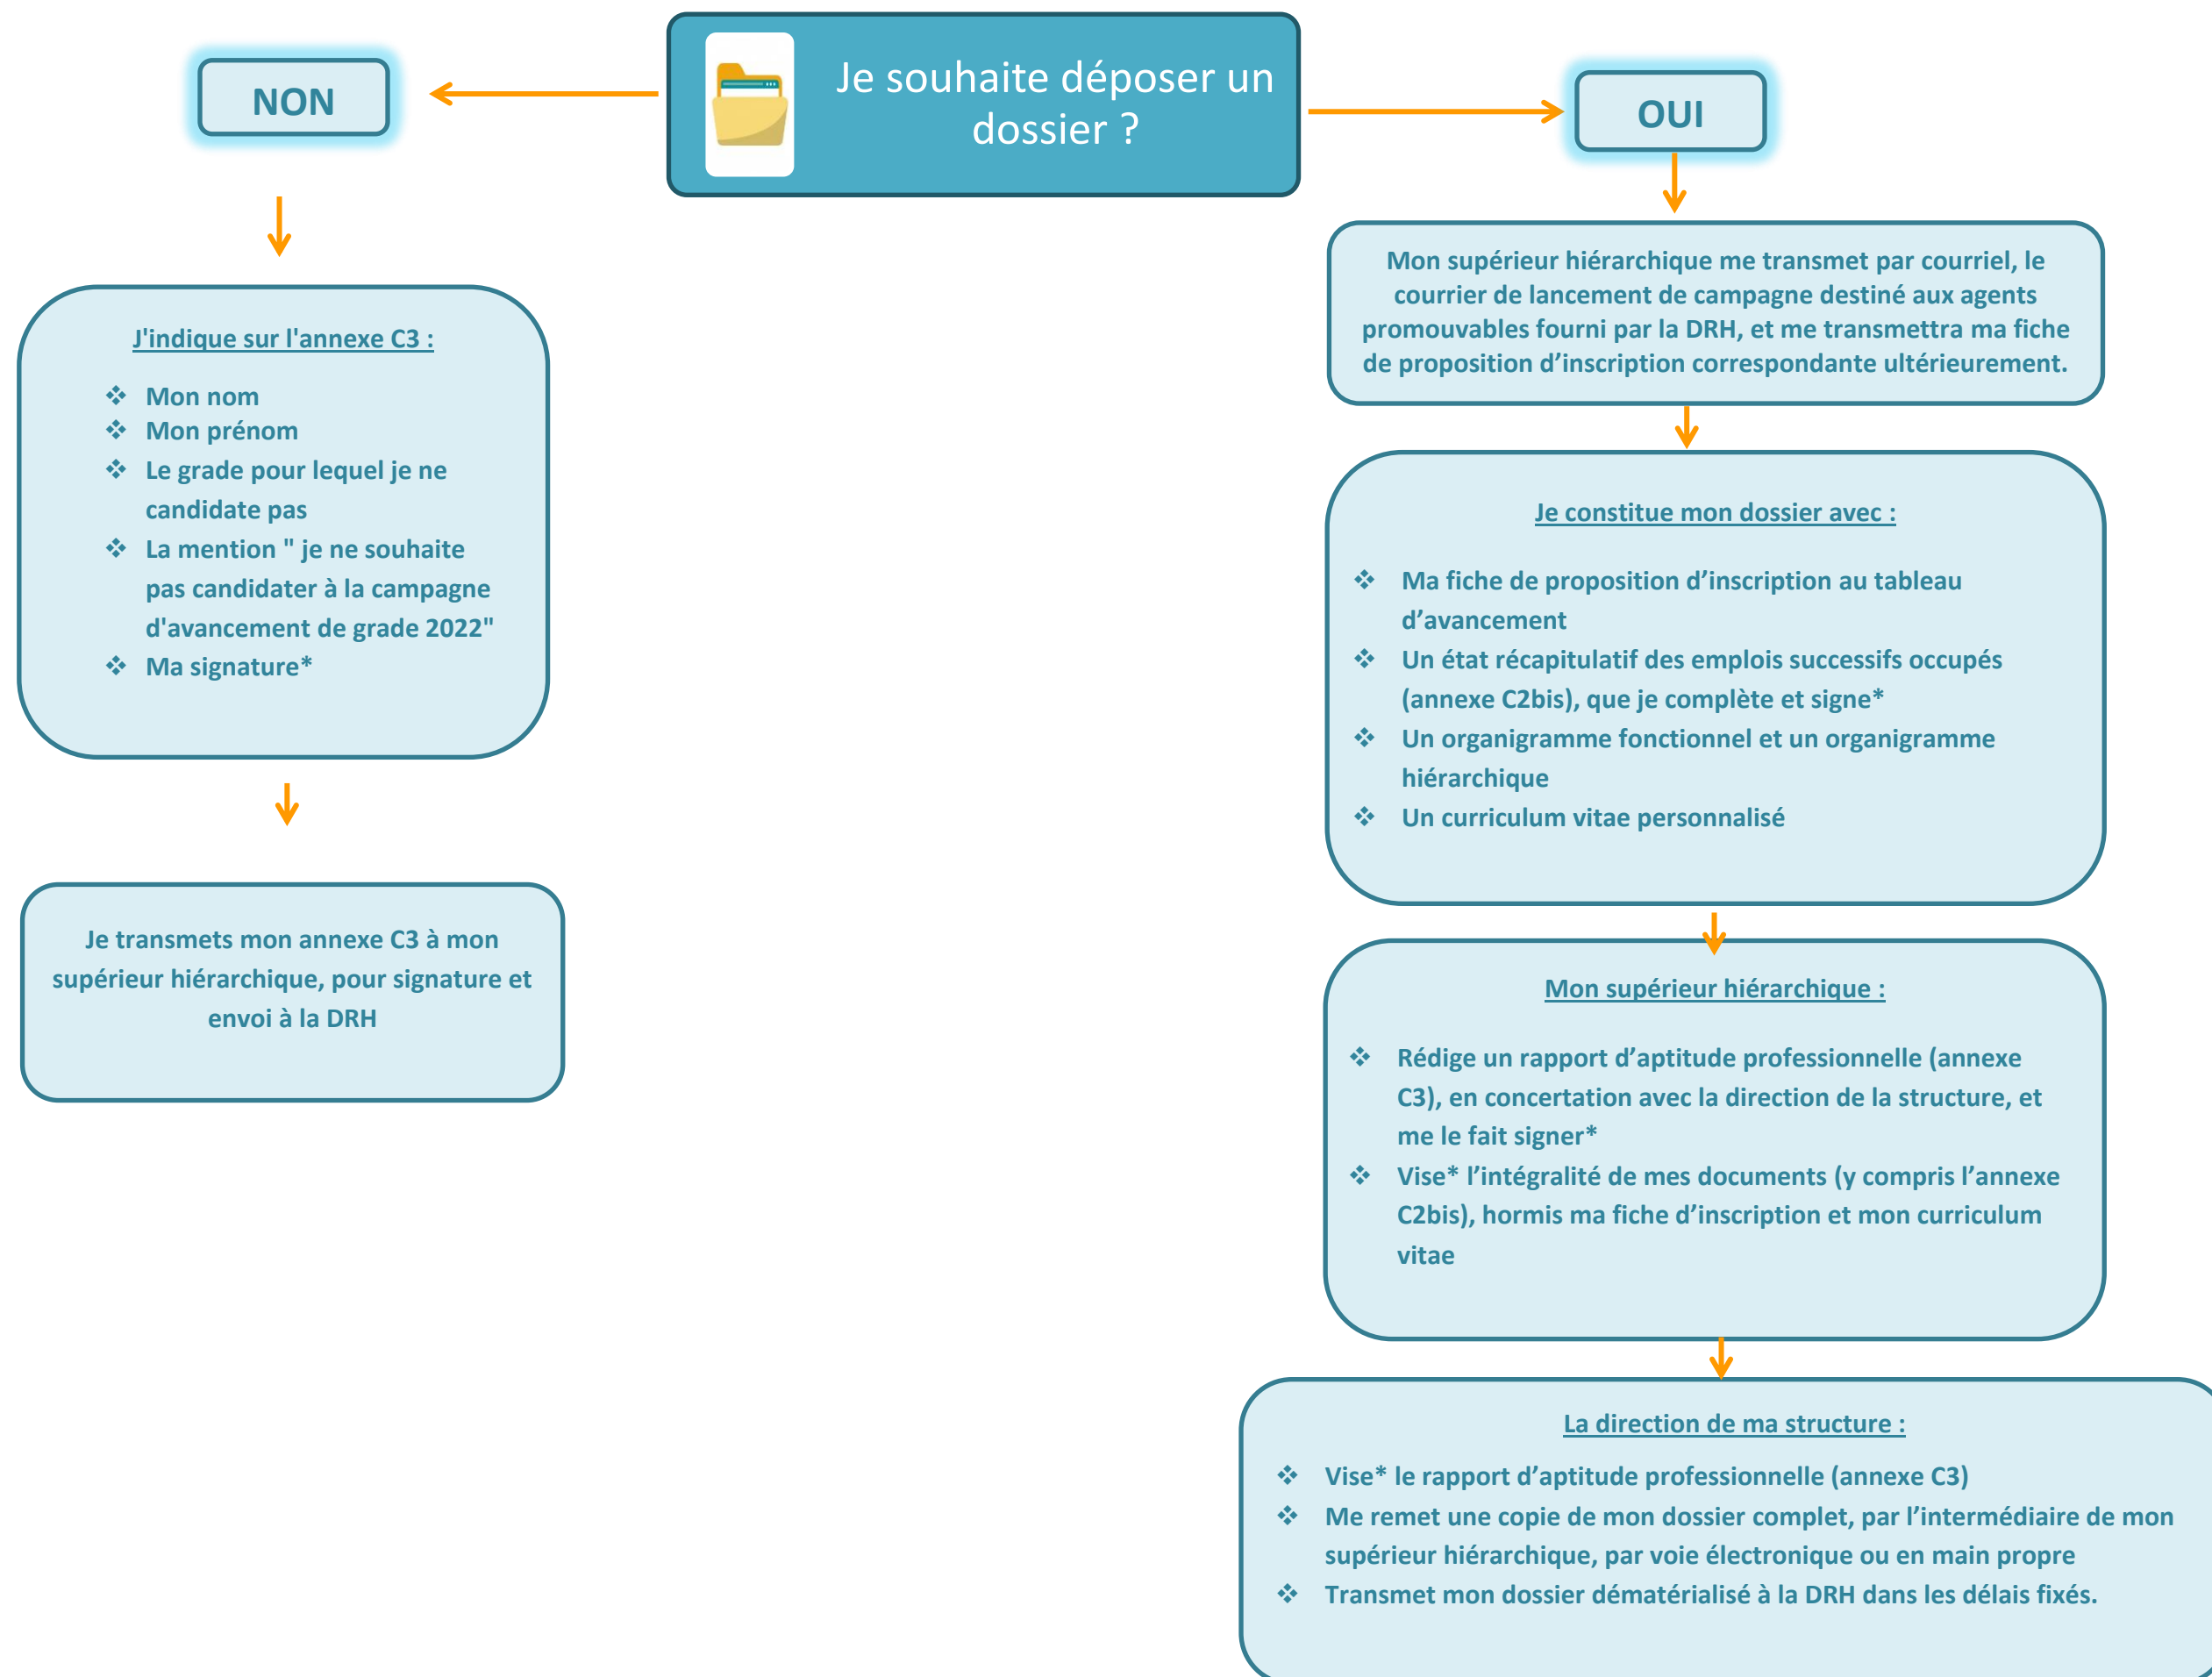 Je souhaite déposer un
dossier ?
NON
J'indique sur l'annexe C3 :
❖ Mon nom
❖ Mon prénom
❖ Le grade pour lequel je ne
candidate pas
❖ La mention " je ne souhaite
pas candidater à la campagne
d'avancement de grade 2022"
❖ Ma signature*
Je transmets mon annexe C3 à mon
supérieur hiérarchique, pour signature et
envoi à la DRH
OUI
Mon supérieur hiérarchique me transmet par courriel, le
courrier de lancement de campagne destiné aux agents
promouvables fourni par la DRH, et me transmettra ma fiche
de proposition d’inscription correspondante ultérieurement.
Je constitue mon dossier avec :
❖ Ma fiche de proposition d’inscription au tableau
d’avancement
❖ Un état récapitulatif des emplois successifs occupés
(annexe C2bis), que je complète et signe*
❖ Un organigramme fonctionnel et un organigramme
hiérarchique
❖ Un curriculum vitae personnalisé
Mon supérieur hiérarchique :
❖ Rédige un rapport d’aptitude professionnelle (annexe
C3), en concertation avec la direction de la structure, et
me le fait signer*
❖ Vise* l’intégralité de mes documents (y compris l’annexe
C2bis), hormis ma fiche d’inscription et mon curriculum
vitae
La direction de ma structure :
❖ Vise* le rapport d’aptitude professionnelle (annexe C3)
❖ Me remet une copie de mon dossier complet, par l’intermédiaire de mon
supérieur hiérarchique, par voie électronique ou en main propre
❖ Transmet mon dossier dématérialisé à la DRH dans les délais fixés.